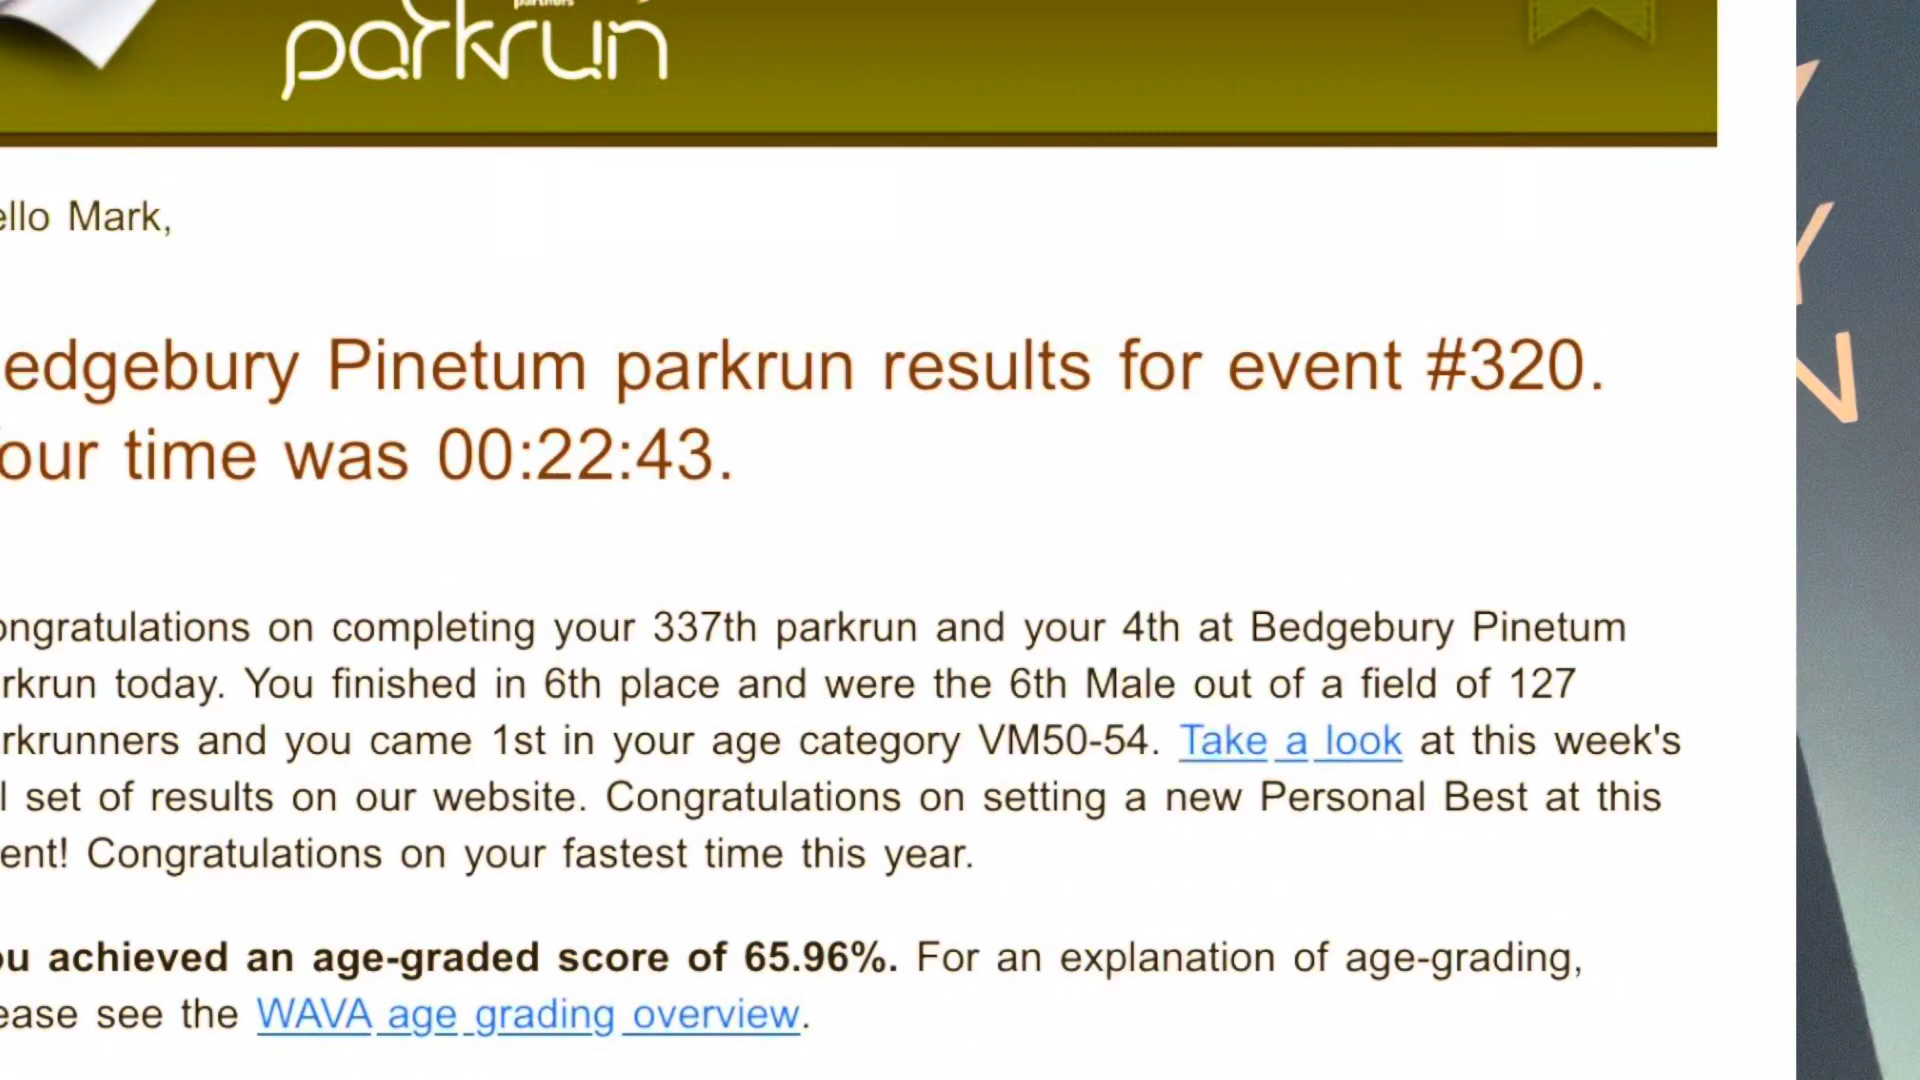 partners
parkrun
ello Mark,
edgebury Pinetum parkrun results for event #320.
our time was 00:22:43.
ongratulations on completing your 337th parkrun and your 4th at Bedgebury Pinetum
rkrun today. You finished in 6th place and were the 6th Male out of a field of 127
rkrunners and you came 1st in your age category VM50-54. Take a look at this week's
l set of results on our website. Congratulations on setting a new Personal Best at this
ent! Congratulations on your fastest time this year.
ou achieved an age-graded score of 65.96%. For an explanation of age-grading,
ease see the WAVA age grading overview.